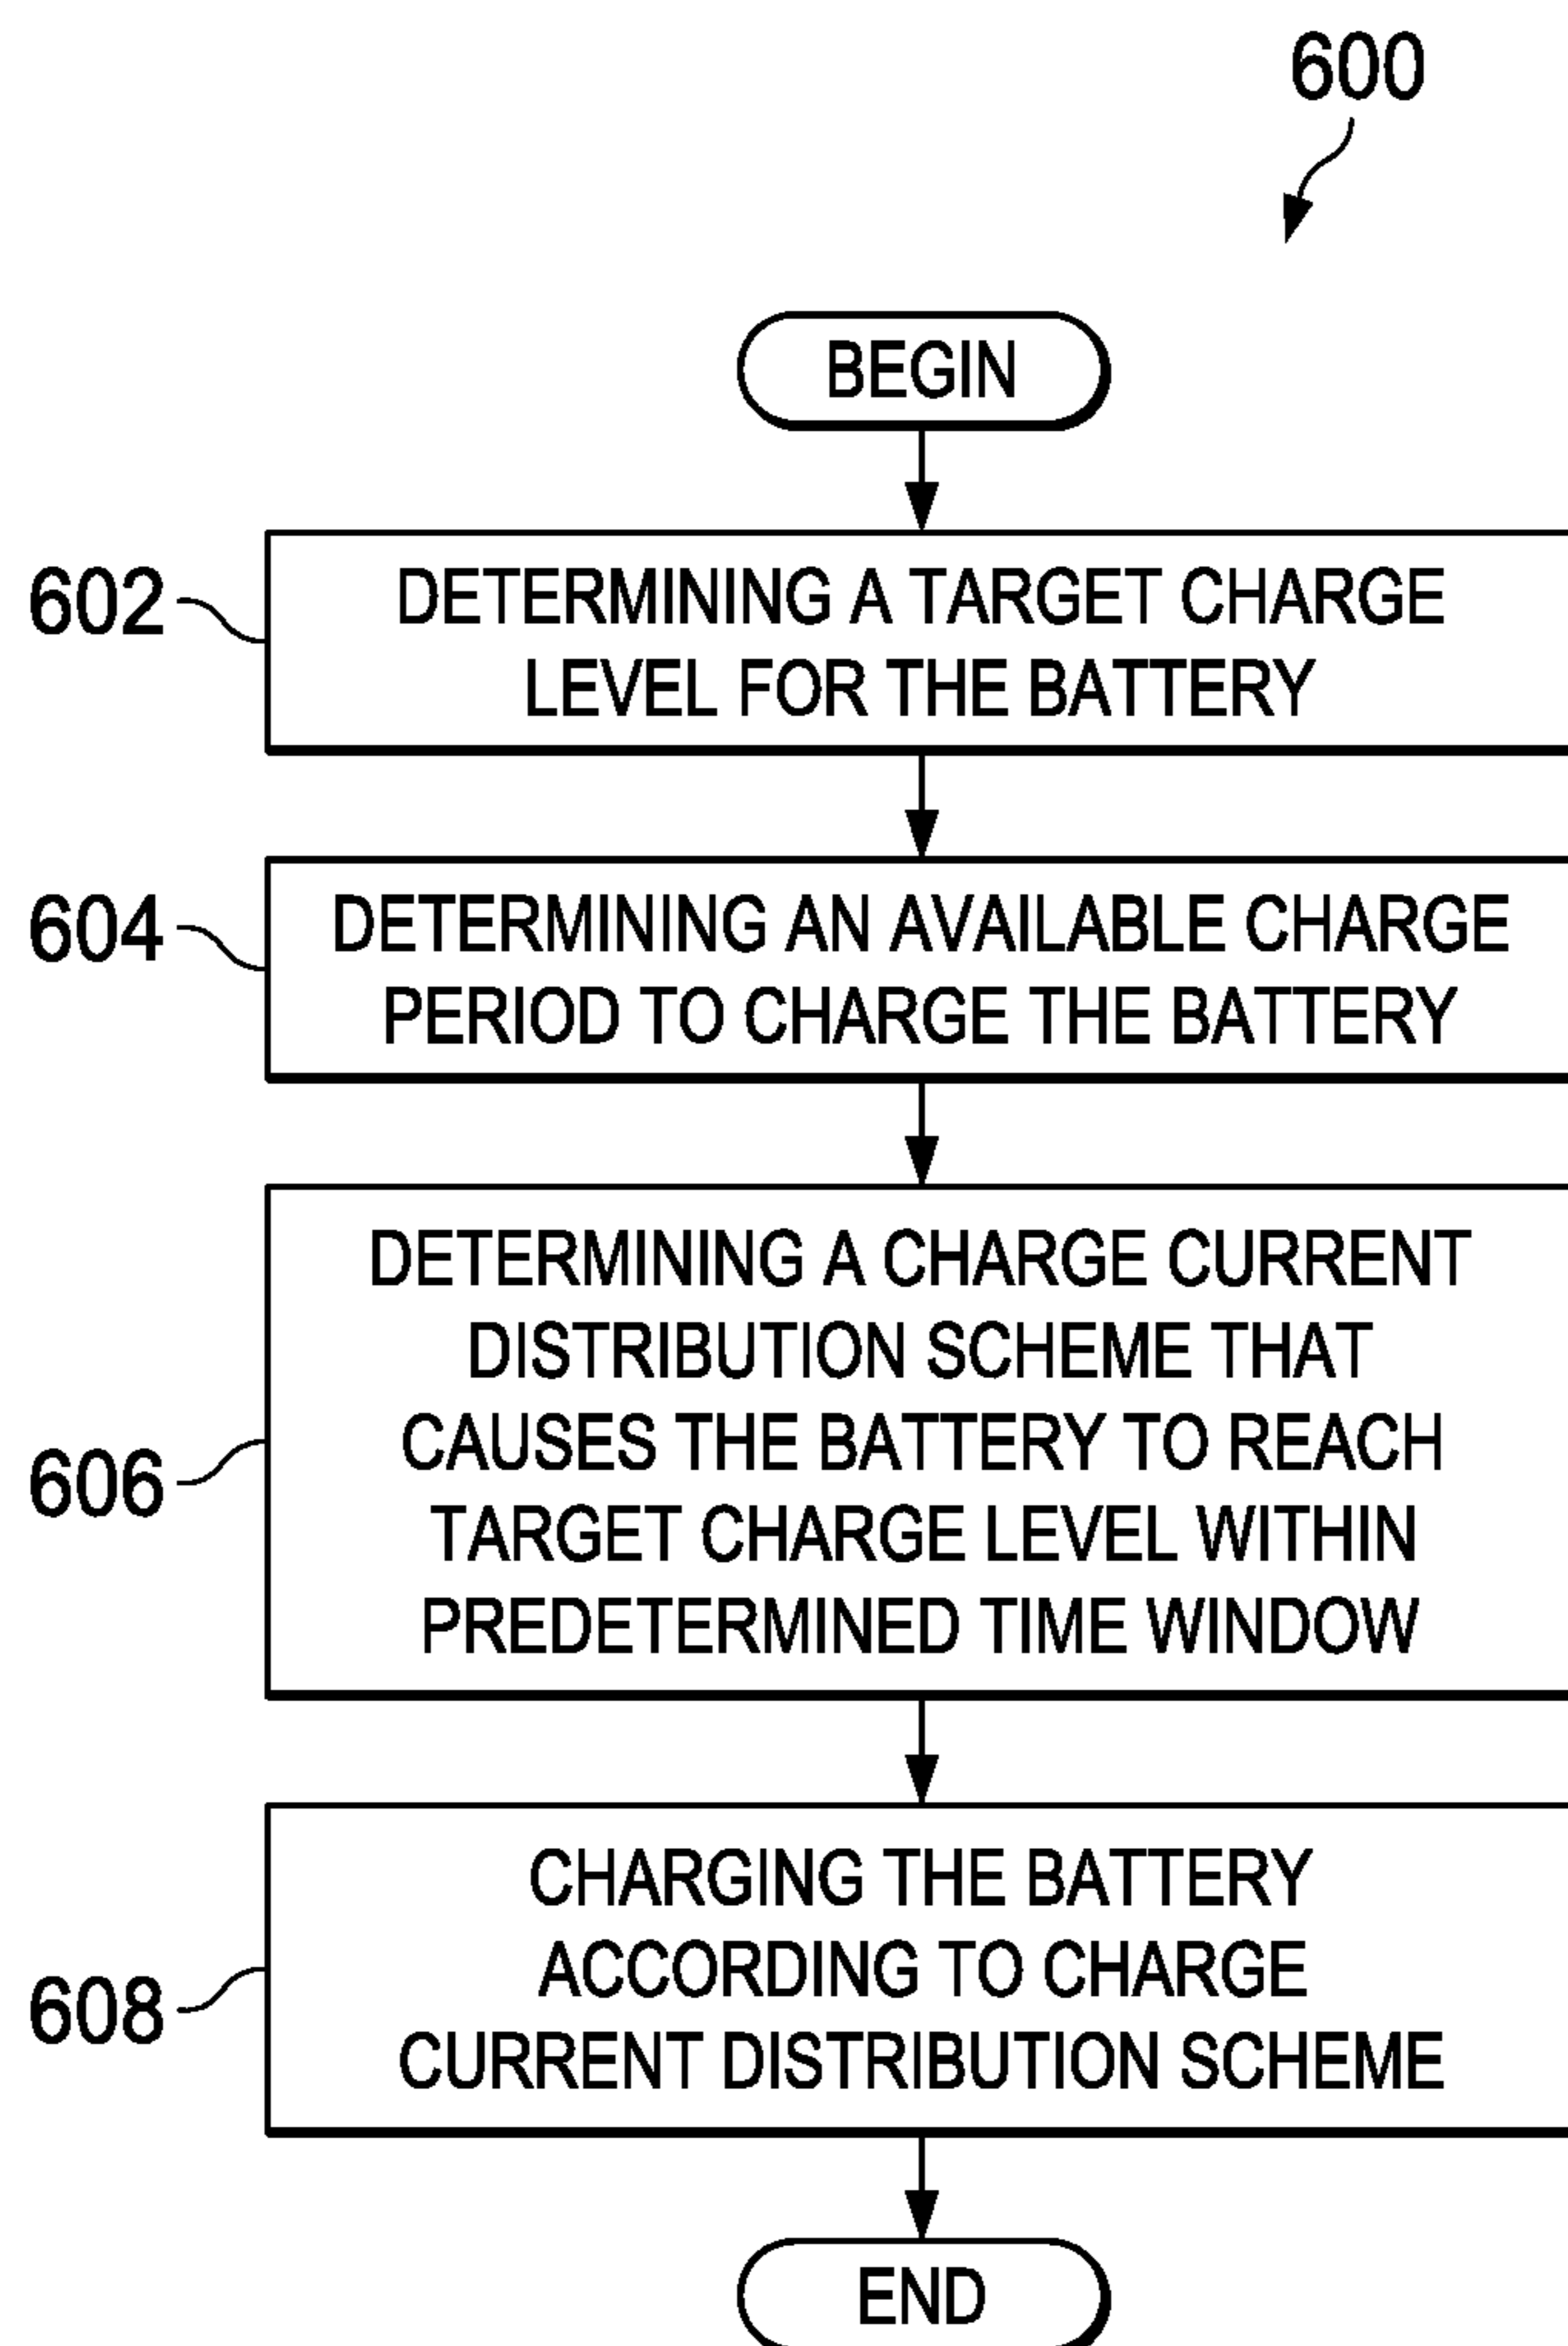 600
BEGIN
602
DETERMINING A TARGET CHARGE
LEVEL FOR THE BATTERY
604
DETERMINING AN AVAILABLE CHARGE
PERIOD TO CHARGE THE BATTERY
606
DETERMINING A CHARGE CURRENT
DISTRIBUTION SCHEME THAT
CAUSES THE BATTERY TO REACH
TARGET CHARGE LEVEL WITHIN
PREDETERMINED TIME WINDOW
608
CHARGING THE BATTERY
ACCORDING TO CHARGE
CURRENT DISTRIBUTION SCHEME
END